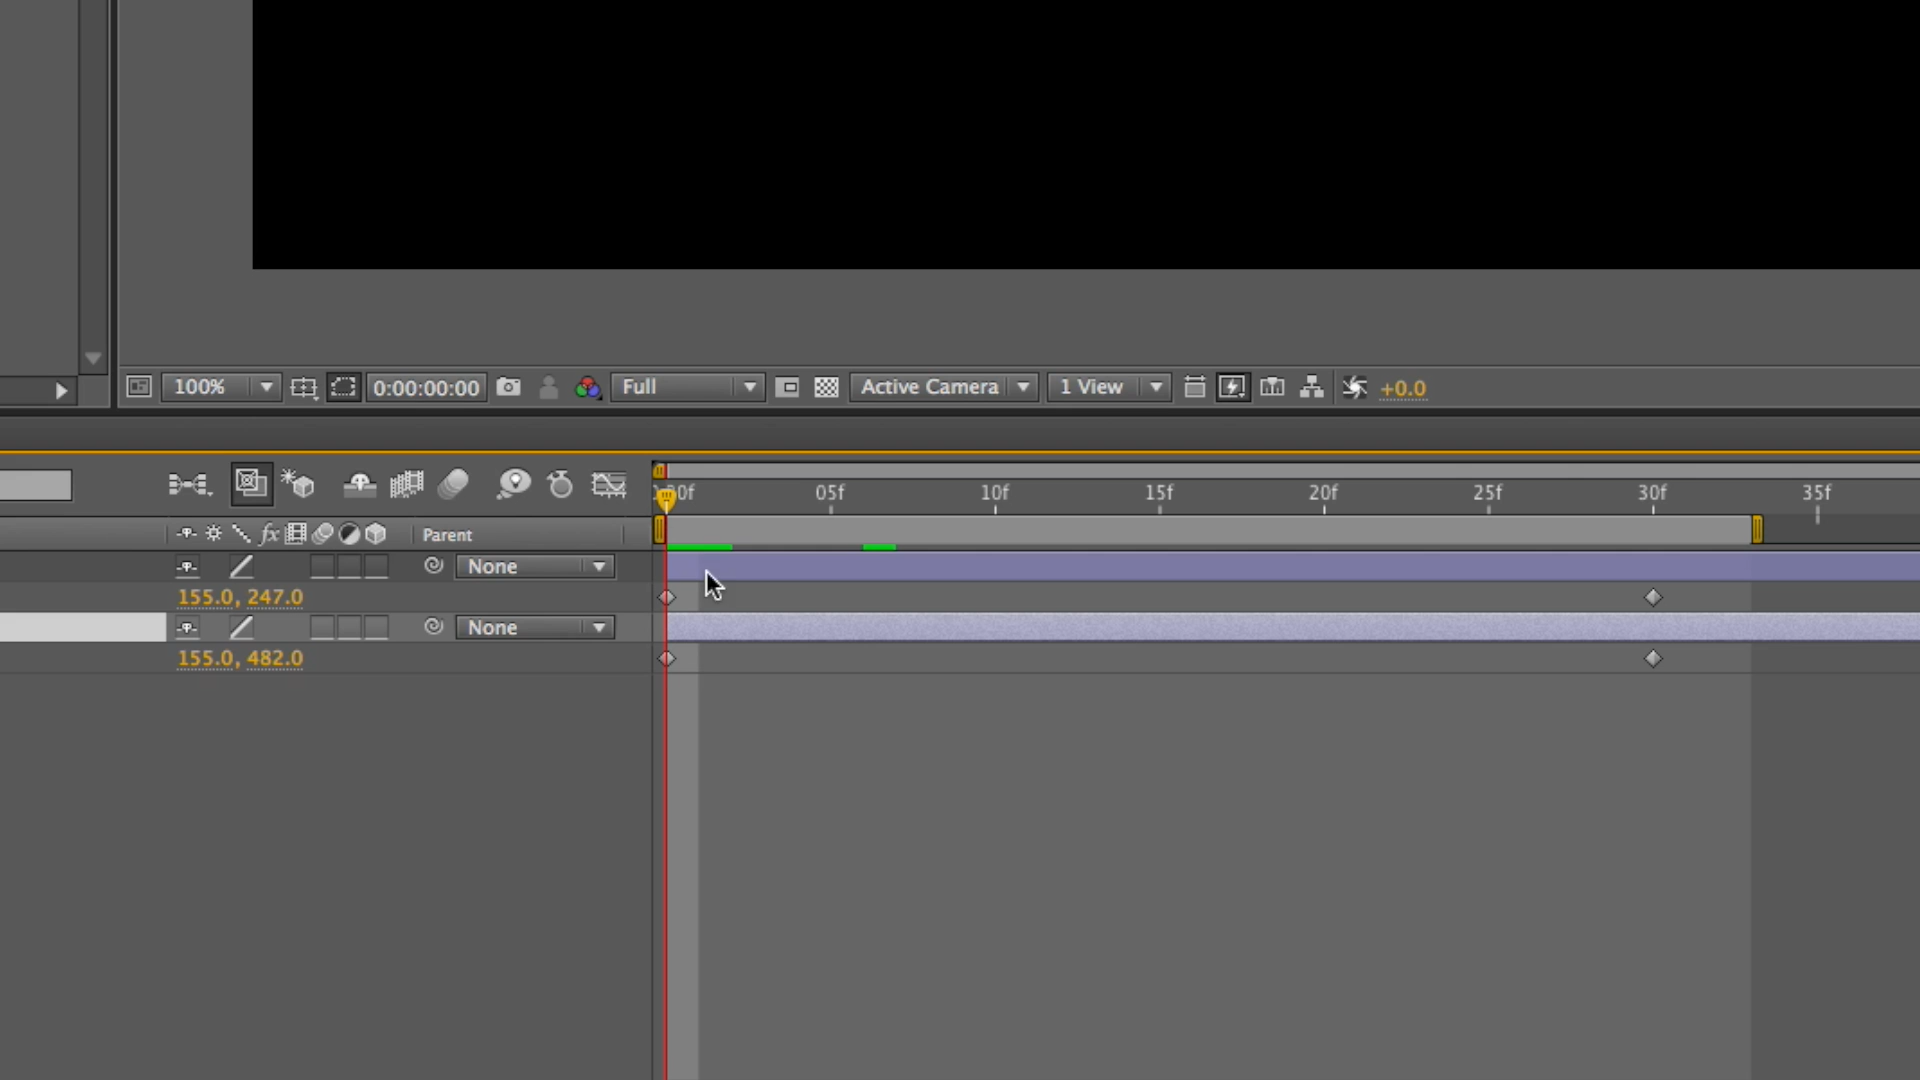 100% 0:00:00:00 Full Active Camera 1 View +0.0
00f 05f 10f 15f 20f 25f 30f 35f
fx Parent
None
155.0, 247.0
None
155.0, 482.0